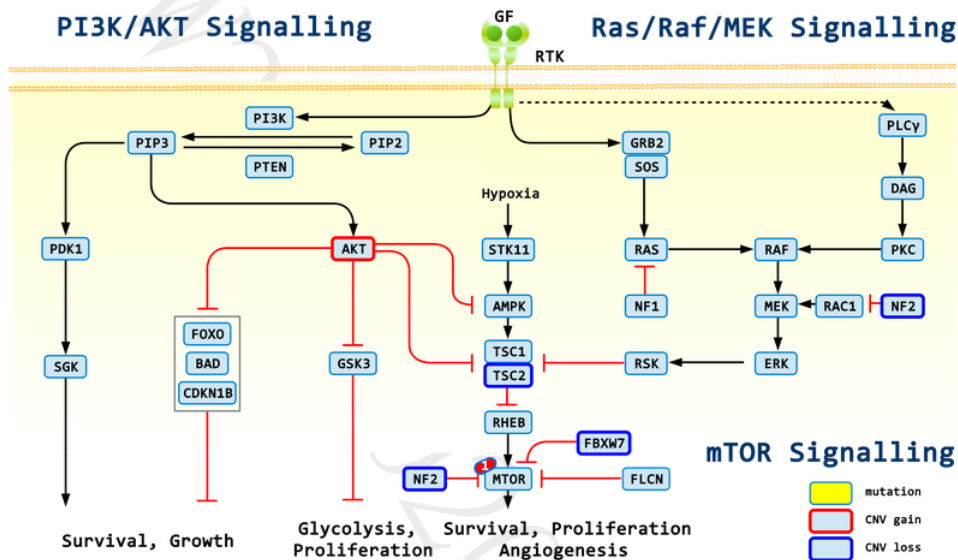 PI3K/AKT Signalling
GF
Ras/Raf/MEK Signalling
RTK
PI3K
PLCγ
PIP3
PIP2
GRB2
PTEN
SOS
DAG
Hypoxia
PDK1
AKT
STK11
RAS
RAF
PKC
AMPK
NF1
MEK
RAC1
NF2
FOXO
BAD
CDKN1B
SGK
GSK3
TSC1
TSC2
RSK
ERK
RHEB
FBXW7
mTOR Signalling
NF2
1
MTOR
FLCN
mutation
CNV gain
CNV loss
Survival, Growth
Glycolysis,
Proliferation
Survival, Proliferation
Angiogenesis